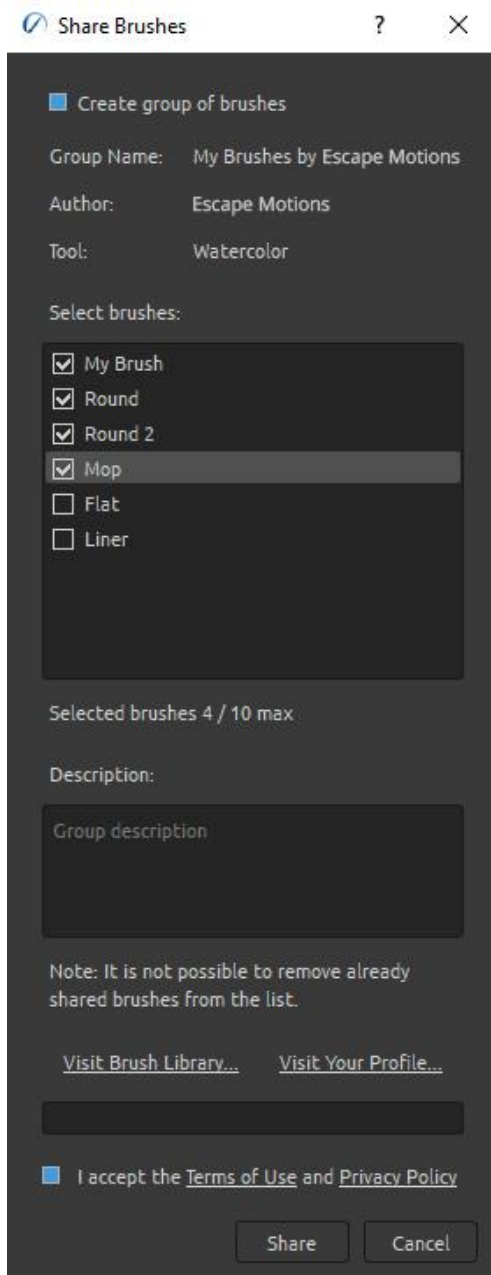 Share Brushes ?
Create group of brushes
Group Name: My Brushes by Escape Motions
Author: Escape Motions
Tool: Watercolor
Select brushes:
My Brush
Round
Round 2
Mop
Flat
Liner
Selected brushes 4 / 10 max
Description:
Group description
Note: It is not possible to remove already
shared brushes from the list.
Visit Brush Library... Visit Your Profile...
I accept the Terms of Use and Privacy Policy
Share Cancel